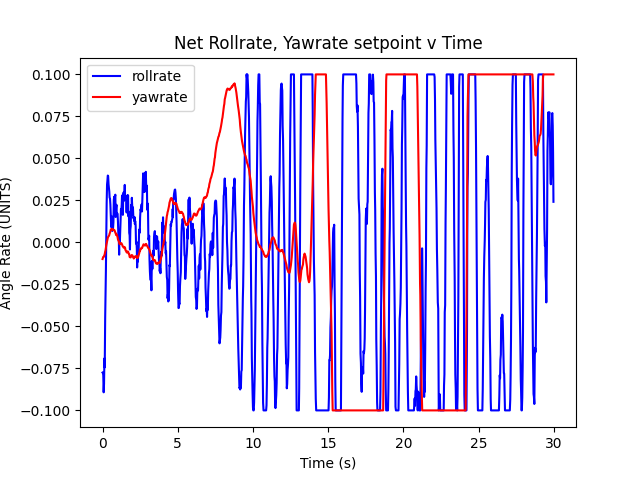 Net Rollrate, Yawrate setpoint v Time
rollrate
yawrate
Angle Rate (UNITS)
0.100
0.075
0.050
0.025
0.000
−0.025
−0.050
−0.075
−0.100
0 5 10 15 20 25 30
Time (s)